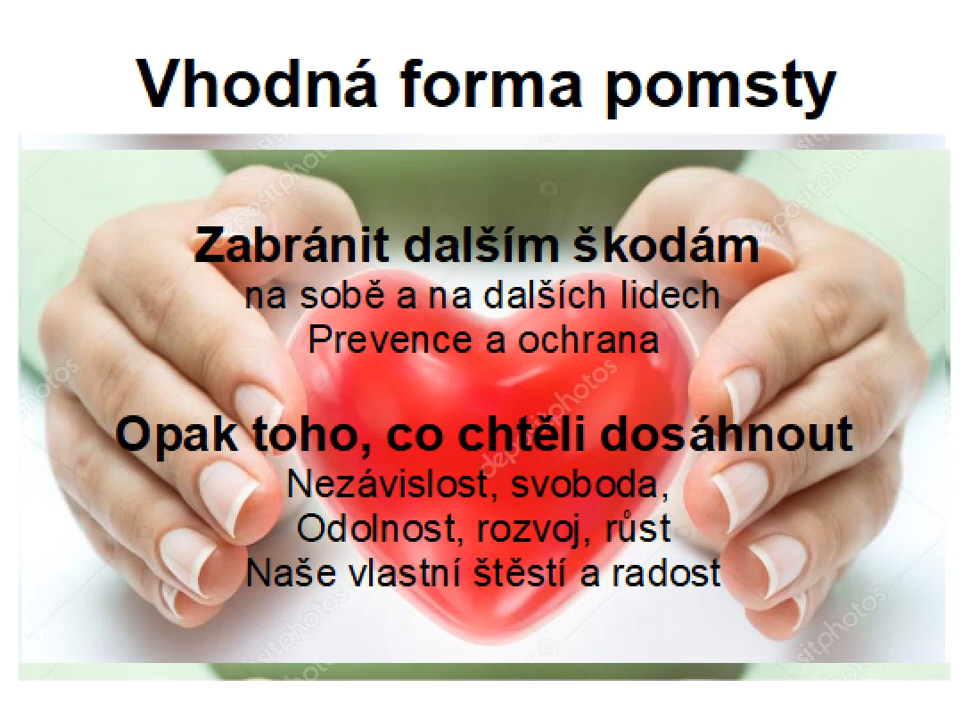 Vhodná forma pomsty
Zabránit dalším škodám
na sobě a na dalších lidech
Prevence a ochrana
Opak toho, co chtěli dosáhnout
Nezávislost, svoboda,
Odolnost, rozvoj, růst
Naše vlastní štěstí a radost
depositphotos